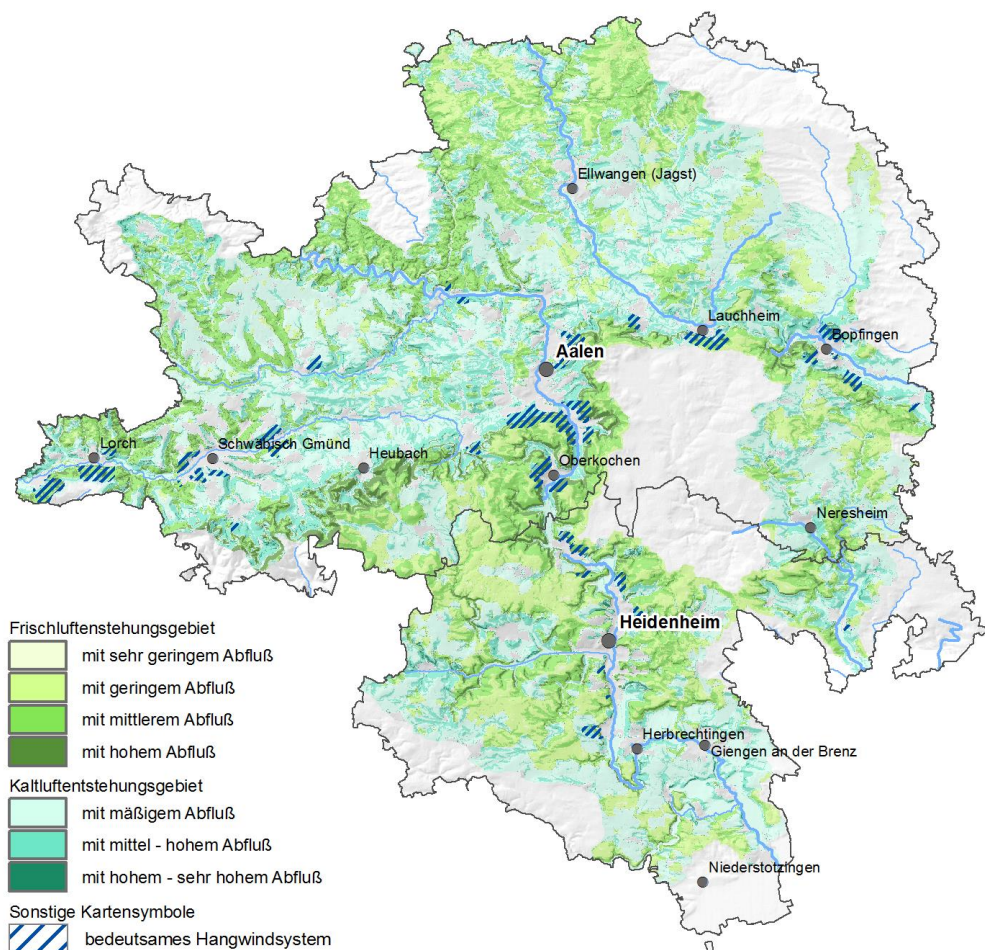 Ellwangen (Jagst)
Lauchheim
Bopfingen
Aalen
Lorch
Schwäbisch Gmünd
Heubach
Oberkochen
Neresheim
Heidenheim
Herbrechtingen
Giengen an der Brenz
Niederstotzingen
Frischluftenstehungsgebiet
mit sehr geringem Abfluß
mit geringem Abfluß
mit mittlerem Abfluß
mit hohem Abfluß
Kaltluftentstehungsgebiet
mit mäßigem Abfluß
mit mittel - hohem Abfluß
mit hohem - sehr hohem Abfluß
Sonstige Kartensymbole
bedeutsames Hangwindsystem